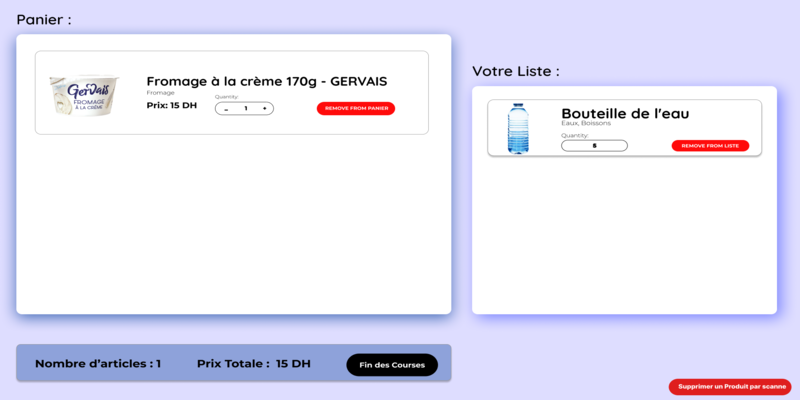 Panier :
Gervais
FROMAGE
À LA CRÈME
Fromage à la crème 170g - GERVAIS
Fromage
Prix: 15 DH
Quantity:
- 1 +
REMOVE FROM PANIER
Votre Liste :
Bouteille de l'eau
Eaux, Boissons
Quantity:
REMOVE FROM LISTE
Nombre d'articles : 1
Prix Totale : 15 DH
Fin des Courses
Supprimer un Produit par scanne